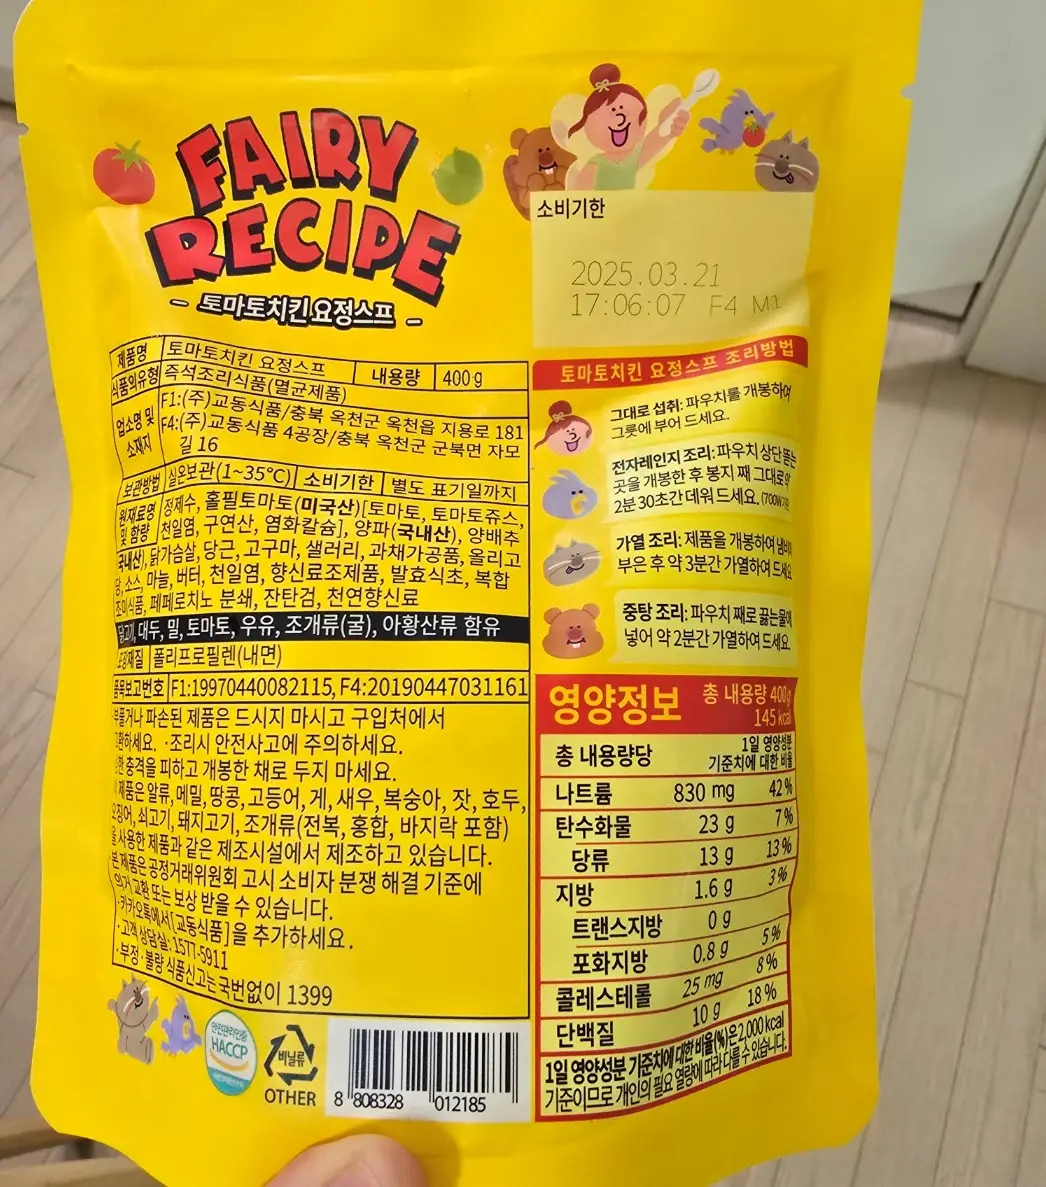 FAIRY
RECIPE
토마토치킨요정스프
소비기한
2025.03.21
17:06:07 F4 M1
제품명 토마토치킨 요정스프 내용량 400g
식품의유형 즉석조리식품(멸균제품)
업소명 및 소재지 F1:(주)교동식품/충북 옥천군 옥천읍 지용로 181
F4:(주)교동식품 4공장/충북 옥천군 군북면 자모
길 16
보관방법 실온보관(1~35℃) 소비기한 별도 표기일까지
원재료명 및 함량 정제수, 홀필토마토(미국산)[토마토, 토마토쥬스,
천일염, 구연산, 염화칼슘], 양파(국내산), 양배추
국내산), 닭가슴살, 당근, 고구마, 샐러리, 과채가공품, 올리고
당, 소스, 마늘, 버터, 천일염, 향신료조제품, 발효식초, 복합
조미식품, 페페로치노 분쇄, 잔탄검, 천연향신료
닭고기, 대두, 밀, 토마토, 우유, 조개류(굴), 아황산류 함유
포장재질 폴리프로필렌(내면)
품목보고번호 F1:19970440082115, F4:20190447031161
부풀거나 파손된 제품은 드시지 마시고 구입처에서
교환하세요. ·조리시 안전사고에 주의하세요.
한 충격을 피하고 개봉한 채로 두지 마세요.
제품은 알류, 메밀, 땅콩, 고등어, 게, 새우, 복숭아, 잣, 호두,
오징어, 쇠고기, 돼지고기, 조개류(전복, 홍합, 바지락 포함)
을 사용한 제품과 같은 제조시설에서 제조하고 있습니다.
본 제품은 공정거래위원회 고시 소비자 분쟁 해결 기준에
의거 교환 또는 보상 받을 수 있습니다.
·카카오톡에서 [교동식품]을 추가하세요.
·고객 상담실: 1577-5911
·부정·불량 식품신고는 국번없이 1399
안전관리인증
HACCP
비닐류
OTHER
8 808328 012185
토마토치킨 요정스프 조리방법
그대로 섭취: 파우치를 개봉하여
그릇에 부어 드세요.
전자레인지 조리: 파우치 상단 뜯는
곳을 개봉한 후 봉지 째 그대로 약
2분 30초간 데워 드세요. (700W기준
가열 조리: 제품을 개봉하여 냄비에
부은 후 약 3분간 가열하여 드세요
중탕 조리: 파우치 째로 끓는물에
넣어 약 2분간 가열하여 드세요.
영양정보 총 내용량 400g
145 kcal
총 내용량당 1일 영양성분
기준치에 대한 비율
나트륨 830 mg 42 %
탄수화물 23 g 7 %
당류 13 g 13 %
지방 1.6 g 3 %
트랜스지방 0 g
포화지방 0.8 g 5 %
콜레스테롤 25 mg 8 %
단백질 10 g 18 %
1일 영양성분 기준치에 대한 비율(%)은 2,000 kcal
기준이므로 개인의 필요 열량에 따라 다를 수 있습니다.